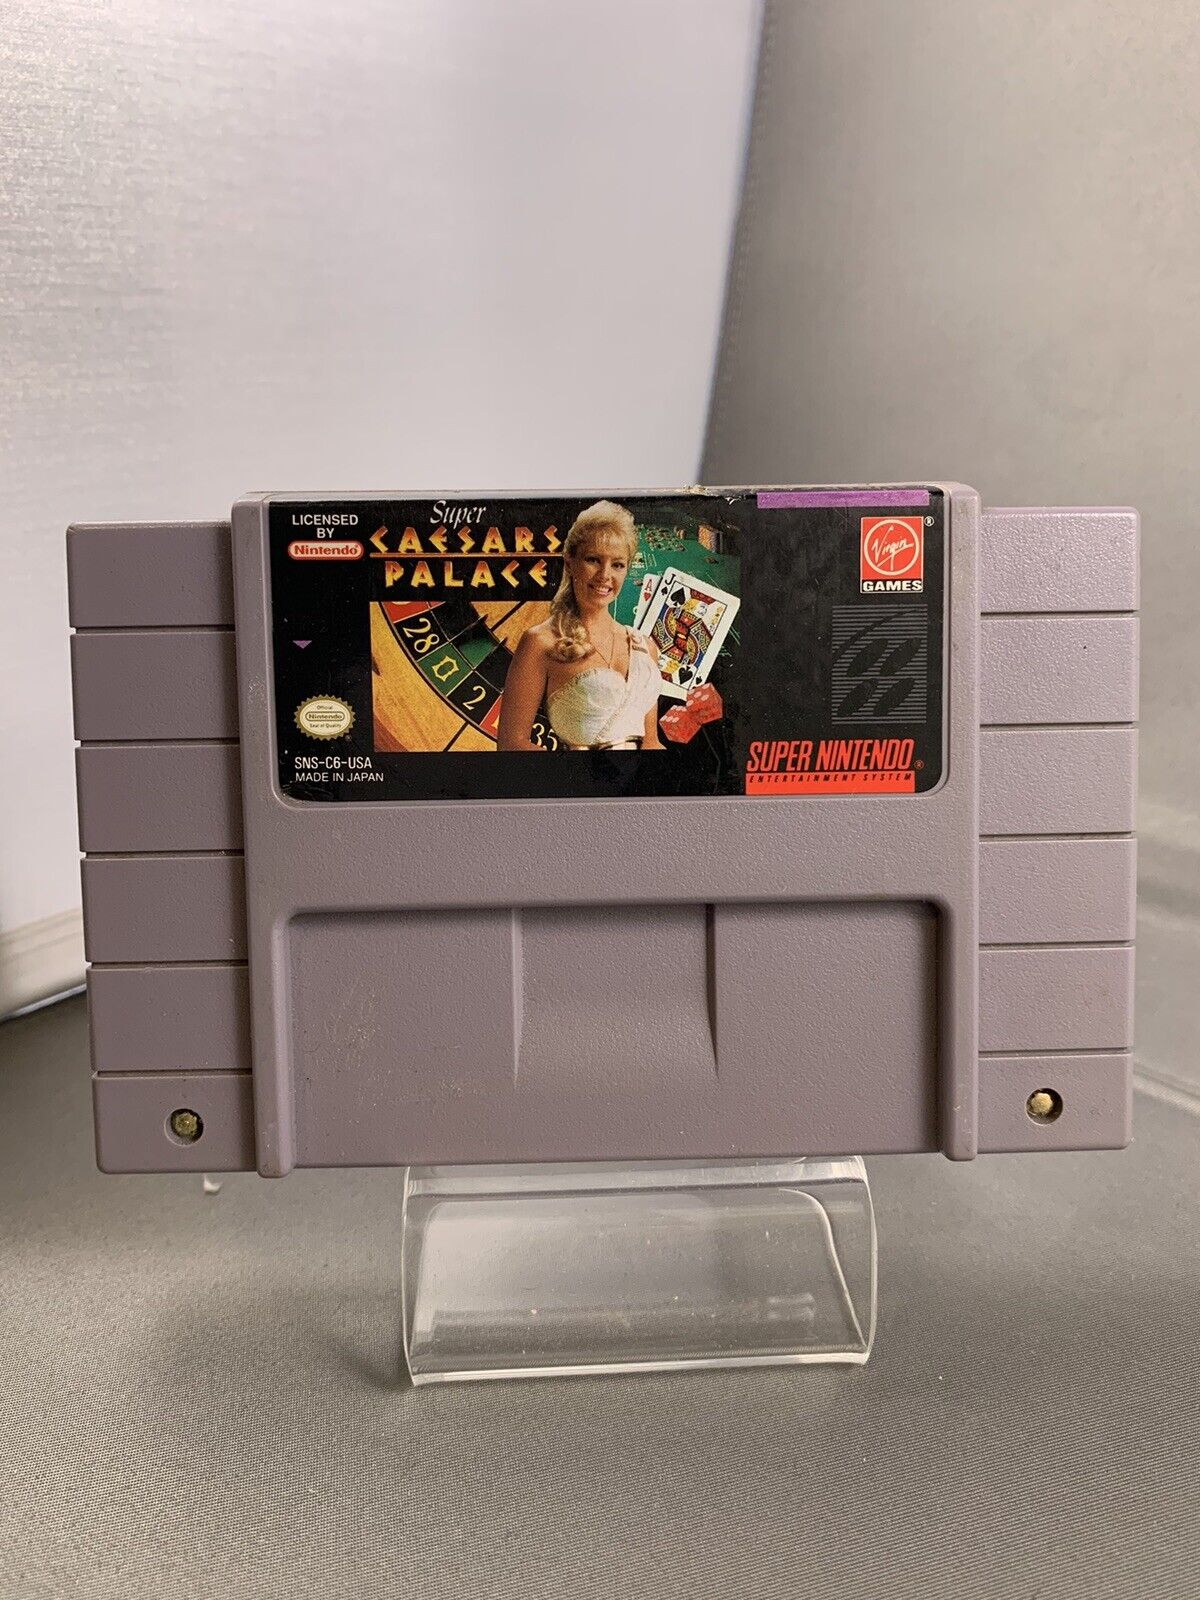 LICENSED
BY
Nintendo®
Super
CAESARS
PALACE
Virgin®
GAMES
28
0
2
35
A
J
Official
Nintendo
Seal of Quality
SNS-C6-USA
MADE IN JAPAN
SUPER NINTENDO®
ENTERTAINMENT SYSTEM